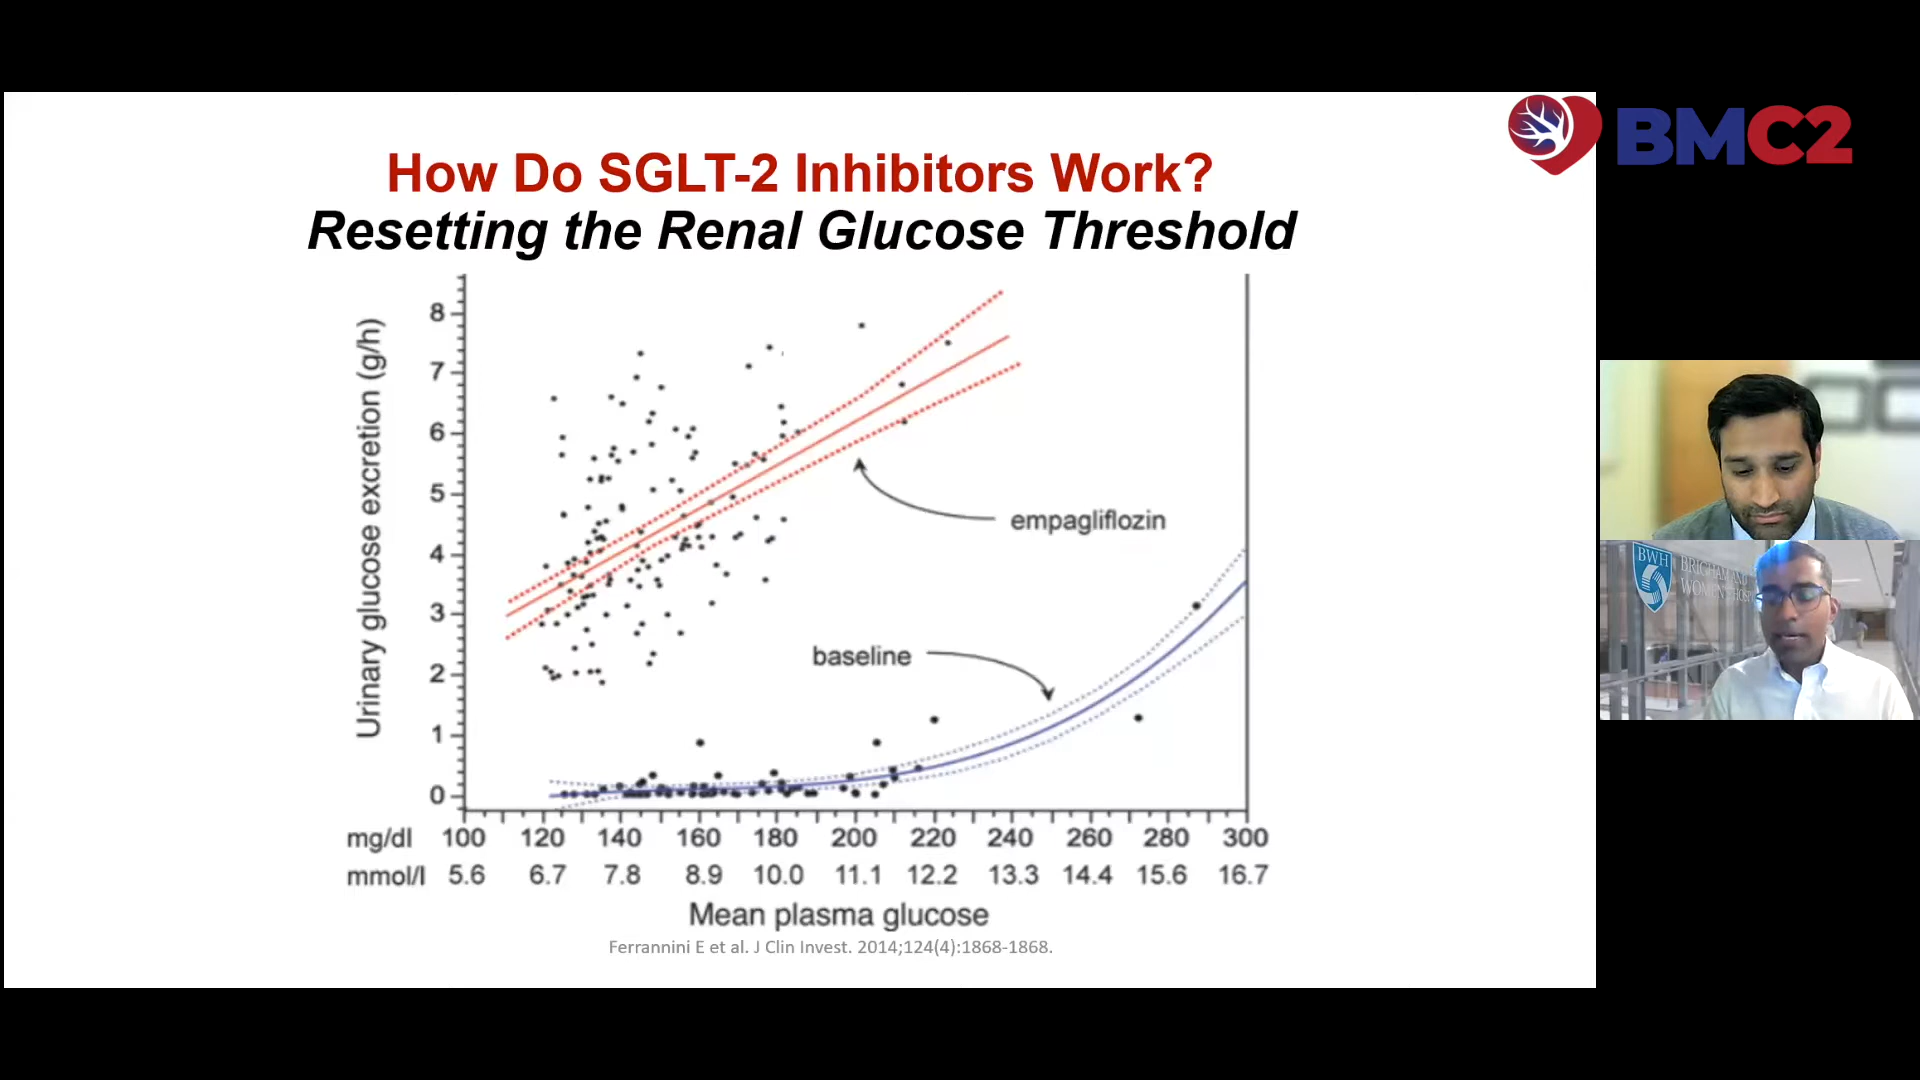 BMC2
How Do SGLT-2 Inhibitors Work?
Resetting the Renal Glucose Threshold
Urinary glucose excretion (g/h)
8
7
6
5
4
3
2
1
0
empagliflozin
baseline
mg/dl 100 120 140 160 180 200 220 240 260 280 300
mmol/l 5.6 6.7 7.8 8.9 10.0 11.1 12.2 13.3 14.4 15.6 16.7
Mean plasma glucose
Ferrannini E et al. J Clin Invest. 2014;124(4):1868-1868.
BWH